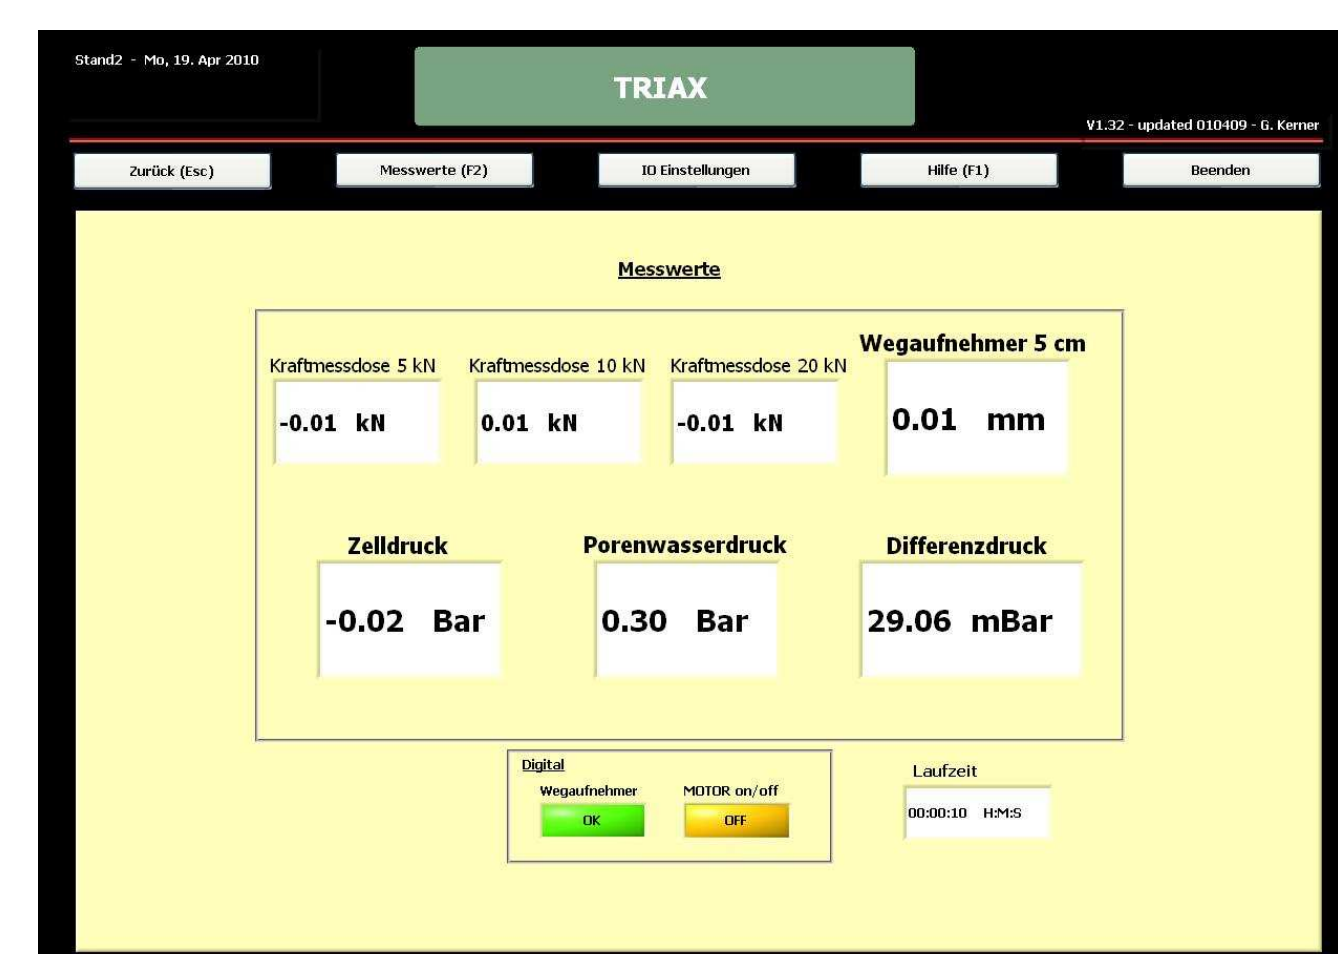 Stand2 - Mo, 19. Apr 2010
TRIAX
V1.32 - updated 010409 - G. Kerner
Zurück (Esc) Messwerte (F2) IO Einstellungen Hilfe (F1) Beenden
Messwerte
Kraftmessdose 5 kN Kraftmessdose 10 kN Kraftmessdose 20 kN Wegaufnehmer 5 cm
-0.01 kN 0.01 kN -0.01 kN 0.01 mm
Zelldruck Porenwasserdruck Differenzdruck
-0.02 Bar 0.30 Bar 29.06 mBar
Digital
Wegaufnehmer MOTOR on/off
OK OFF
Laufzeit
00:00:10 H:M:S